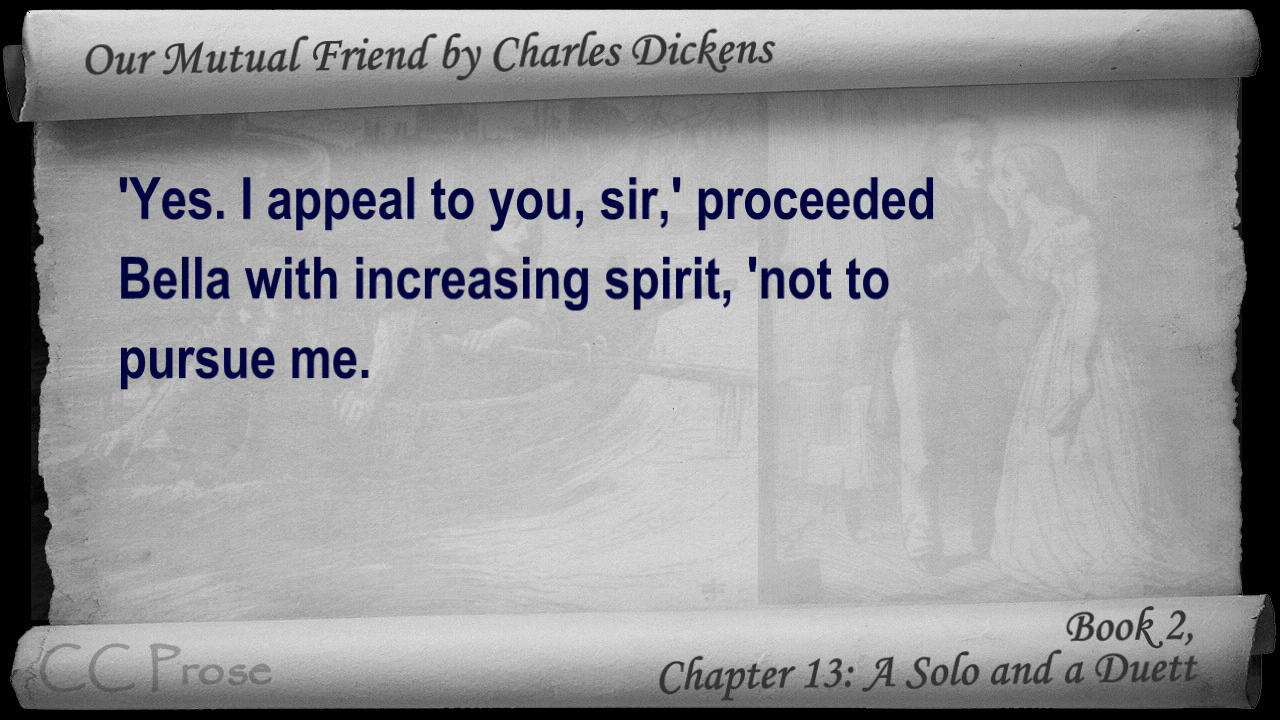 Our Mutual Friend by Charles Dickens
'Yes. I appeal to you, sir,' proceeded
Bella with increasing spirit, 'not to
pursue me.
Book 2,
Chapter 13: A Solo and a Duett
CC Prose